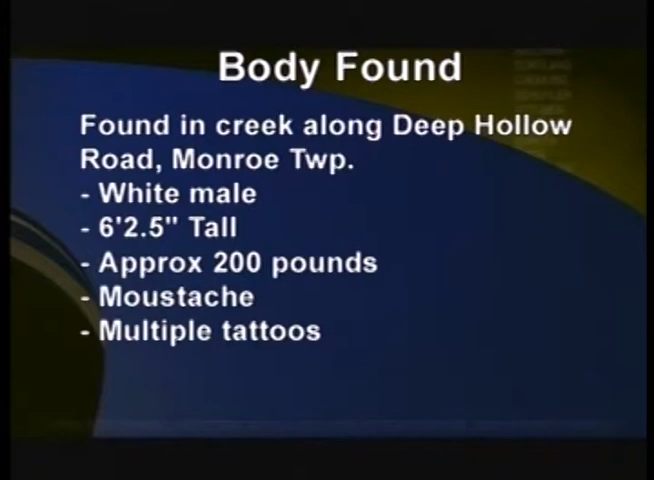 Body Found
Found in creek along Deep Hollow
Road, Monroe Twp.
- White male
- 6'2.5" Tall
- Approx 200 pounds
- Moustache
- Multiple tattoos